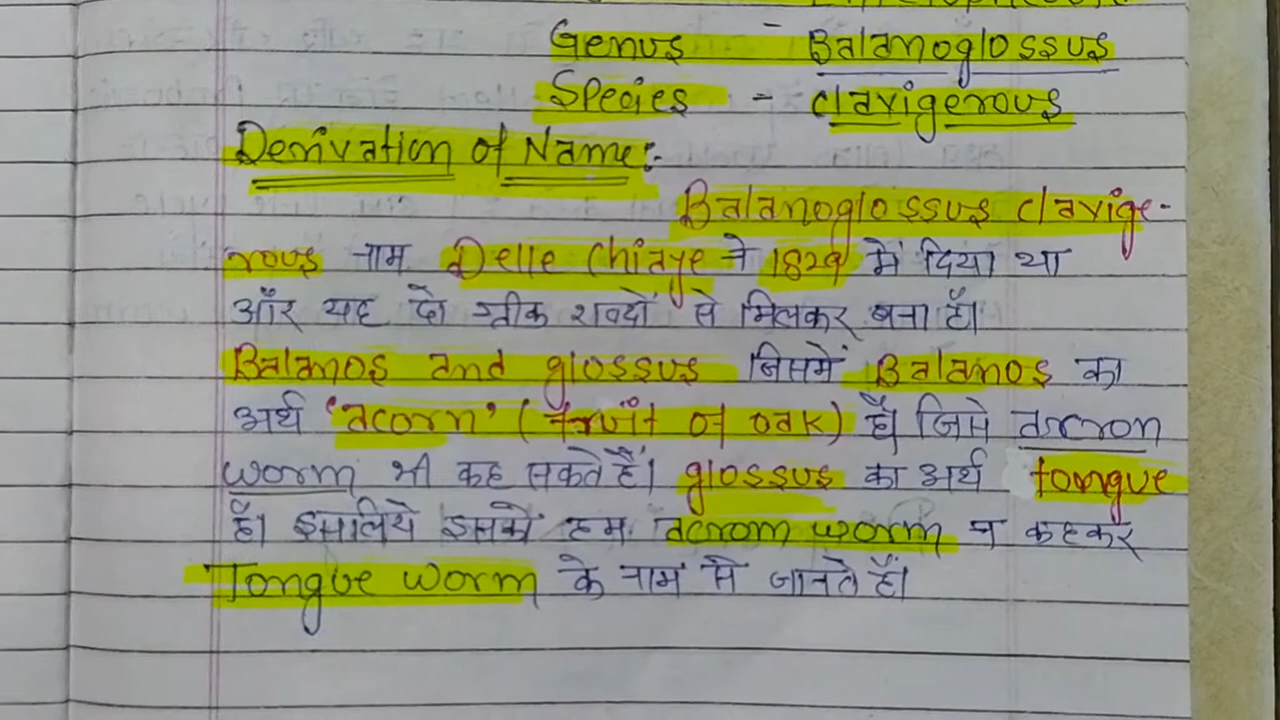 Genus - Balanoglossus
Species - clavigerous
Derivation of Name:-
Balanoglossus clavige-
rous नाम Delle Chiaye ने 1829 में दिया था
और यह दो ग्रीक शब्दों से मिलकर बना है।
Balanos and glossus जिसमें Balanos का
अर्थ 'acorn' (fruit of oak) है। जिसे
worm भी कह सकते हैं। glossus का अर्थ tongue
है। इसलिये इसको हम acrom worm न कहकर
Tongue worm के नाम से जानते हैं।